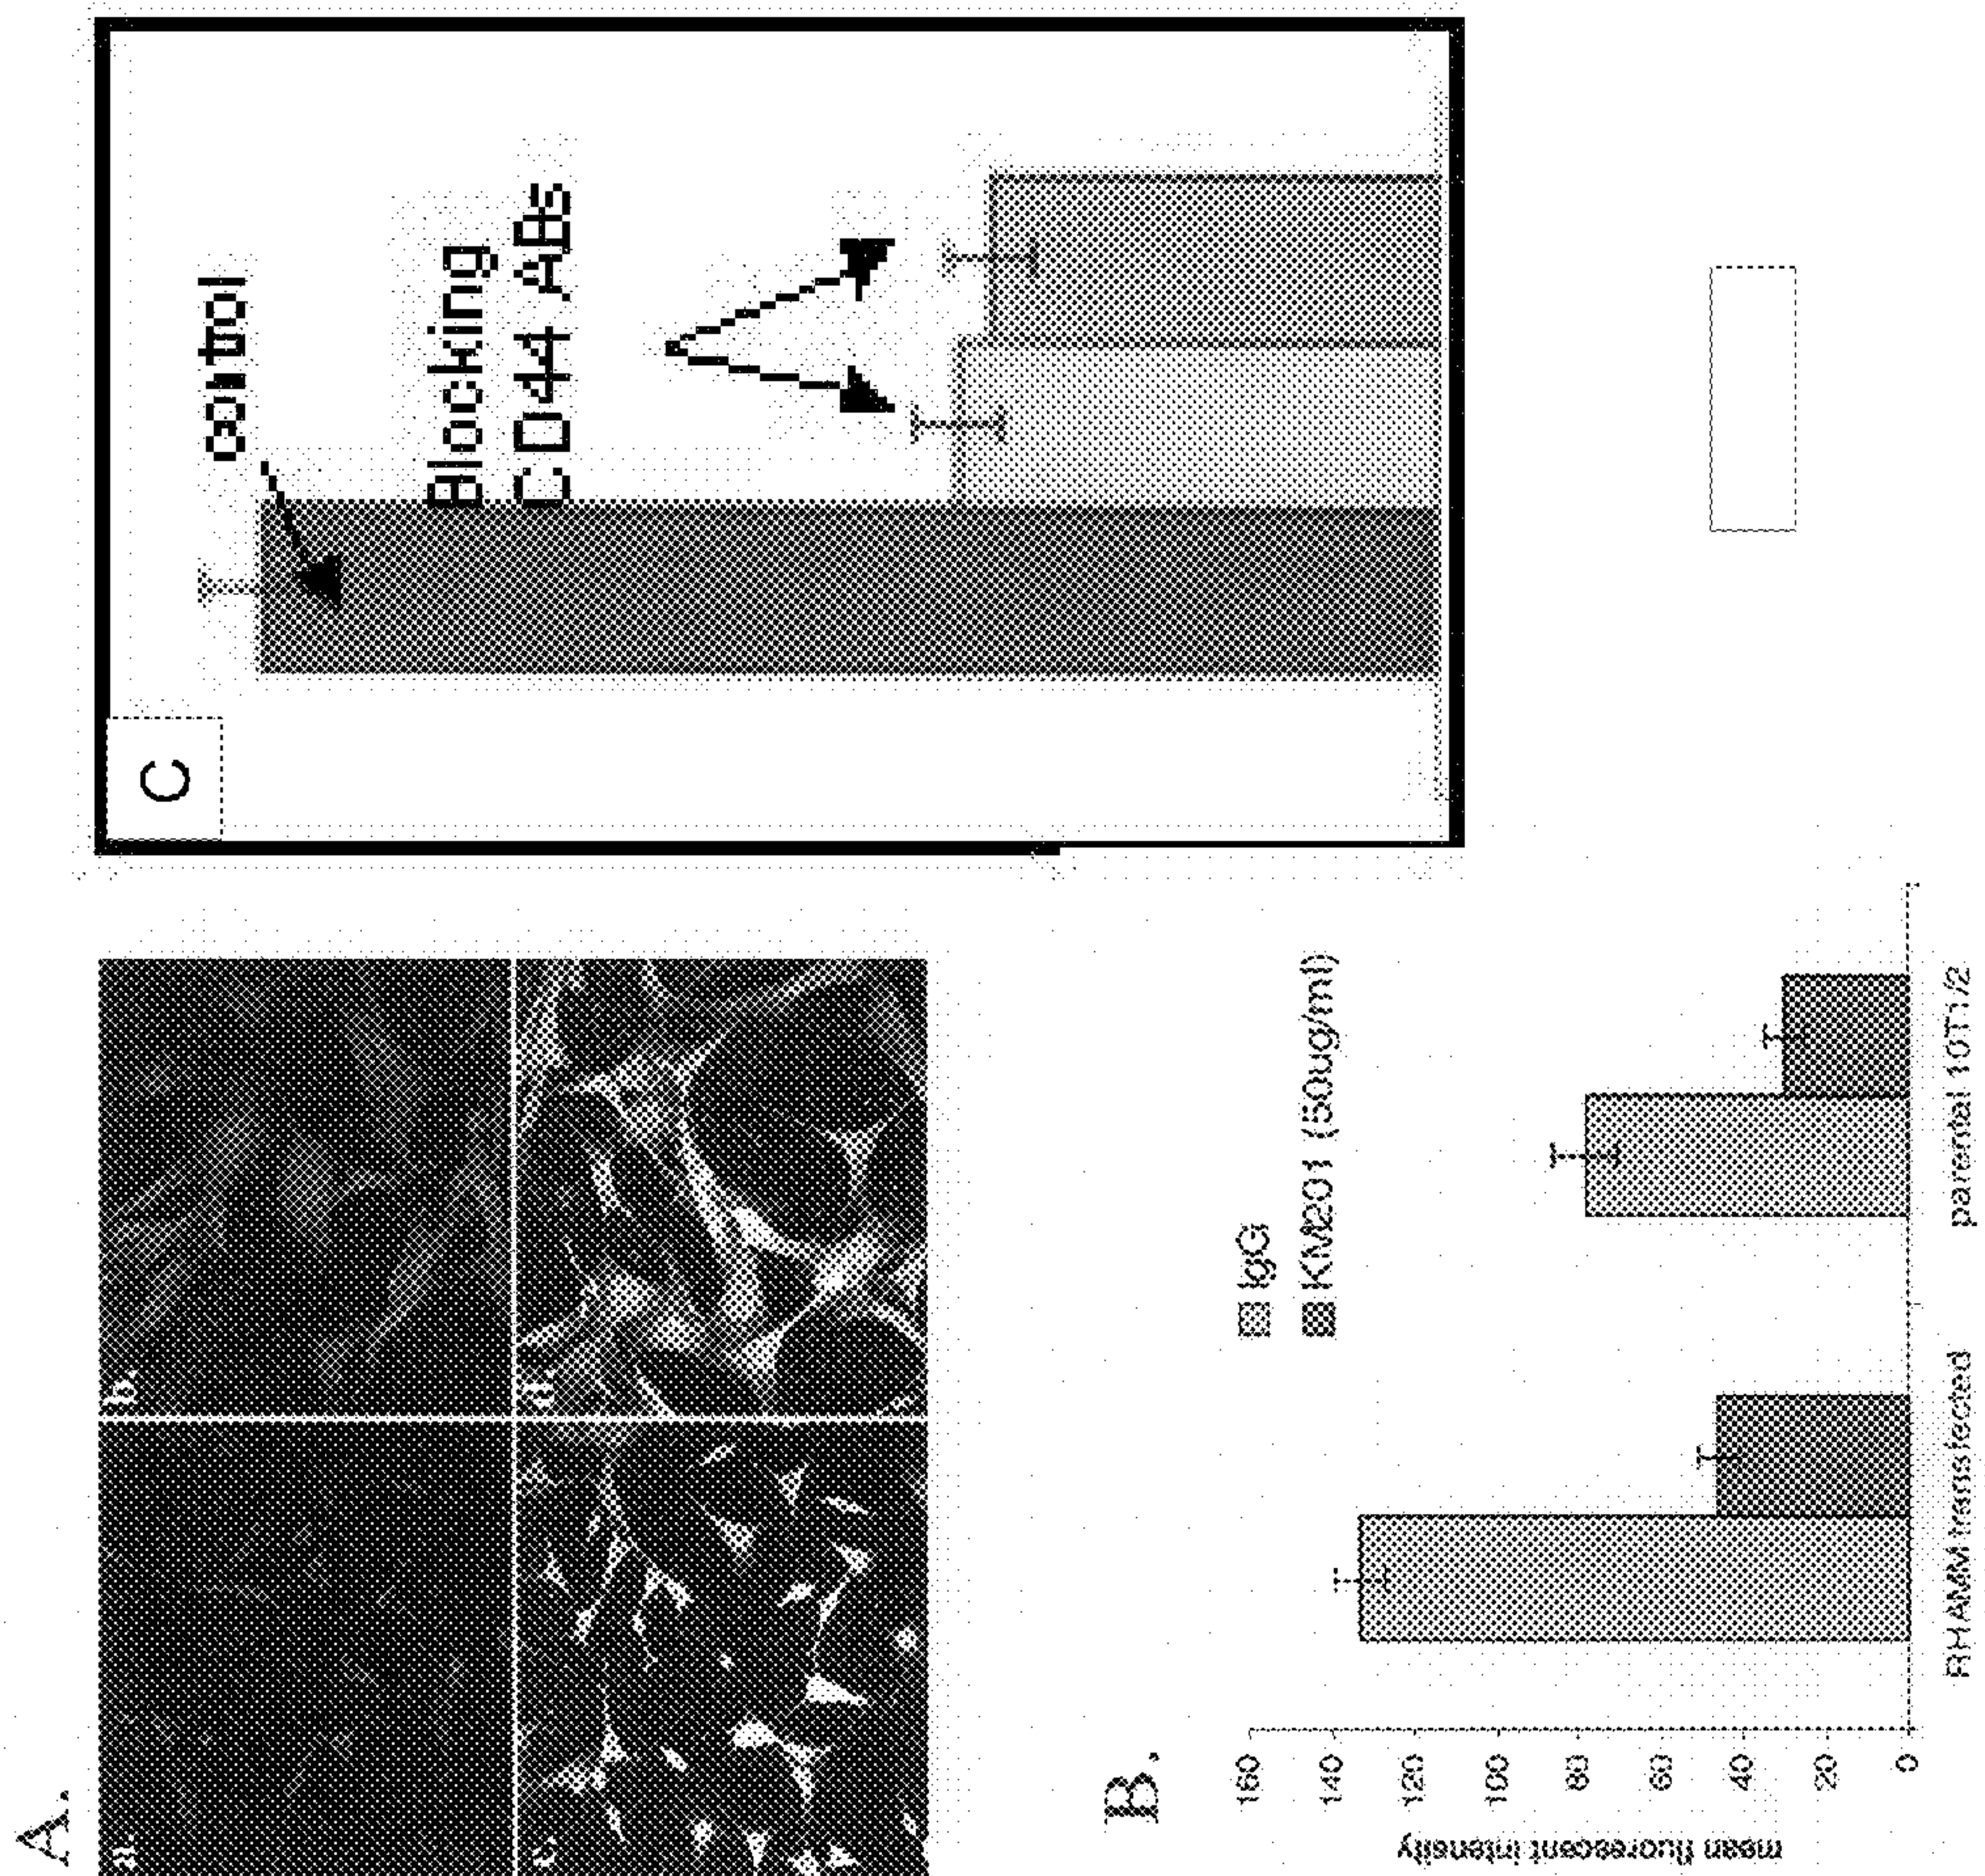 A.
a.
b.
c.
d.
B.
mean fluorescent intensity
160
140
120
100
80
60
40
20
0
IgG
KM201 (50ug/ml)
RHAMM transfected
parental 10T1/2
C
control
Blocking
CD44 ABs